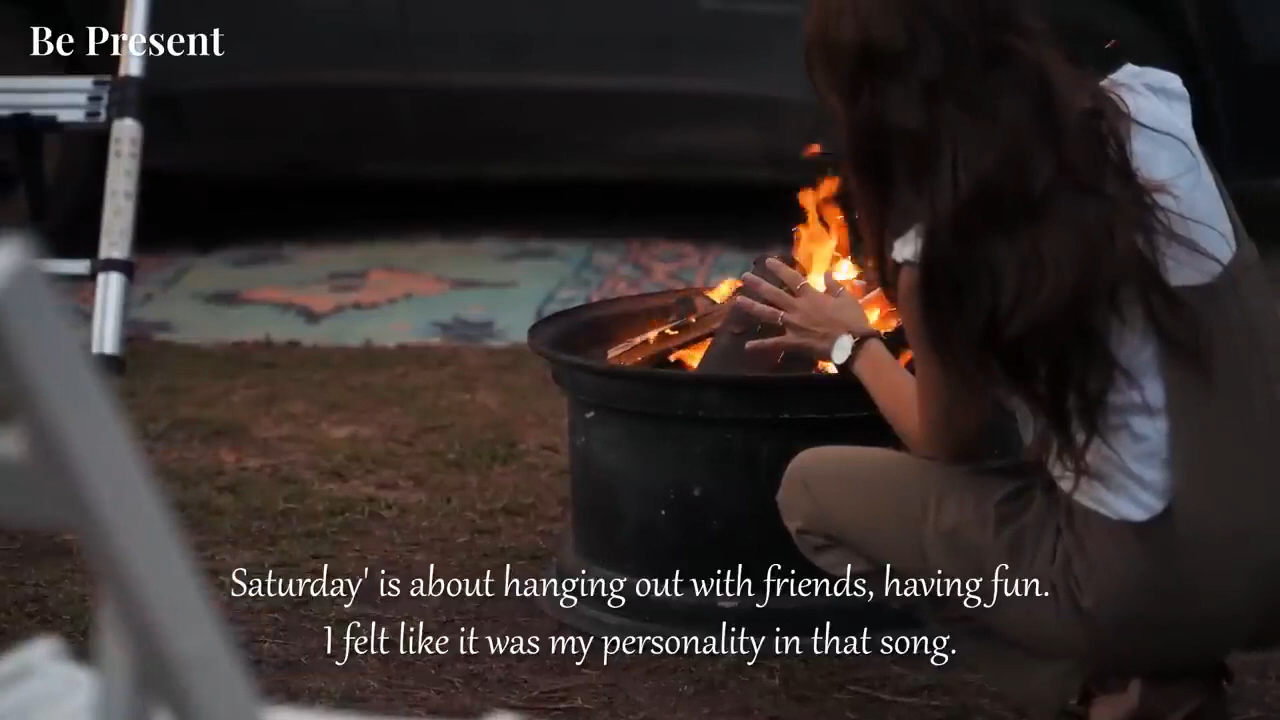 Be Present
Saturday' is about hanging out with friends, having fun.
I felt like it was my personality in that song.